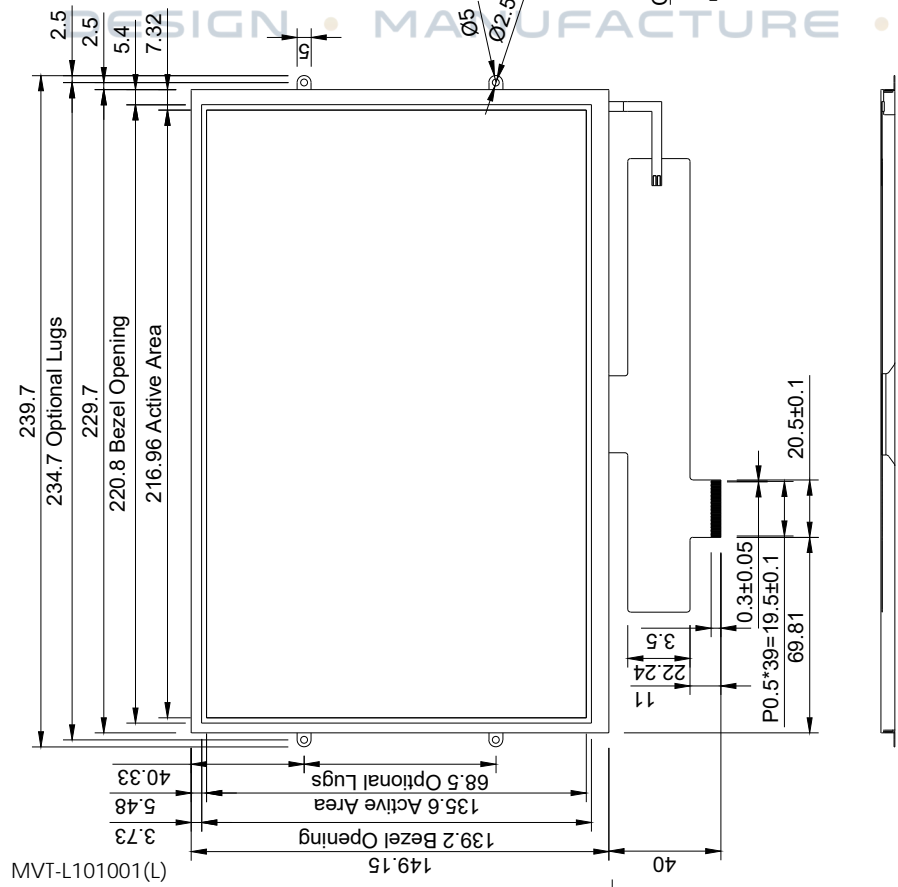 DESIGN • MANUFACTURE •
2.5
2.5
5.4
7.32
5
Ø5
Ø2.5
239.7
234.7 Optional Lugs
229.7
220.8 Bezel Opening
216.96 Active Area
20.5±0.1
0.3±0.05
P0.5*39=19.5±0.1
69.81
3.5
22.24
11
40.33
68.5 Optional Lugs
5.48
135.6 Active Area
3.73
139.2 Bezel Opening
149.15
40
MVT-L101001(L)